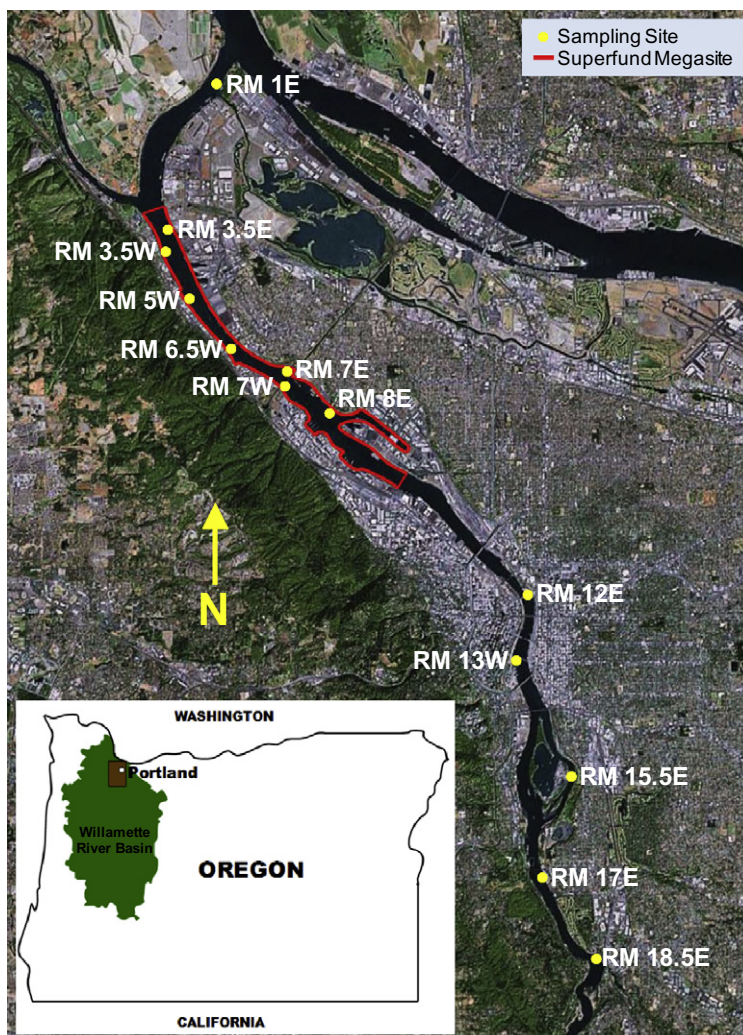 Sampling Site
Superfund Megasite
RM 1E
RM 3.5E
RM 3.5W
RM 5W
RM 6.5W
RM 7E
RM 7W
RM 8E
N
RM 12E
RM 13W
RM 15.5E
RM 17E
RM 18.5E
WASHINGTON
Portland
Willamette
River Basin
OREGON
CALIFORNIA